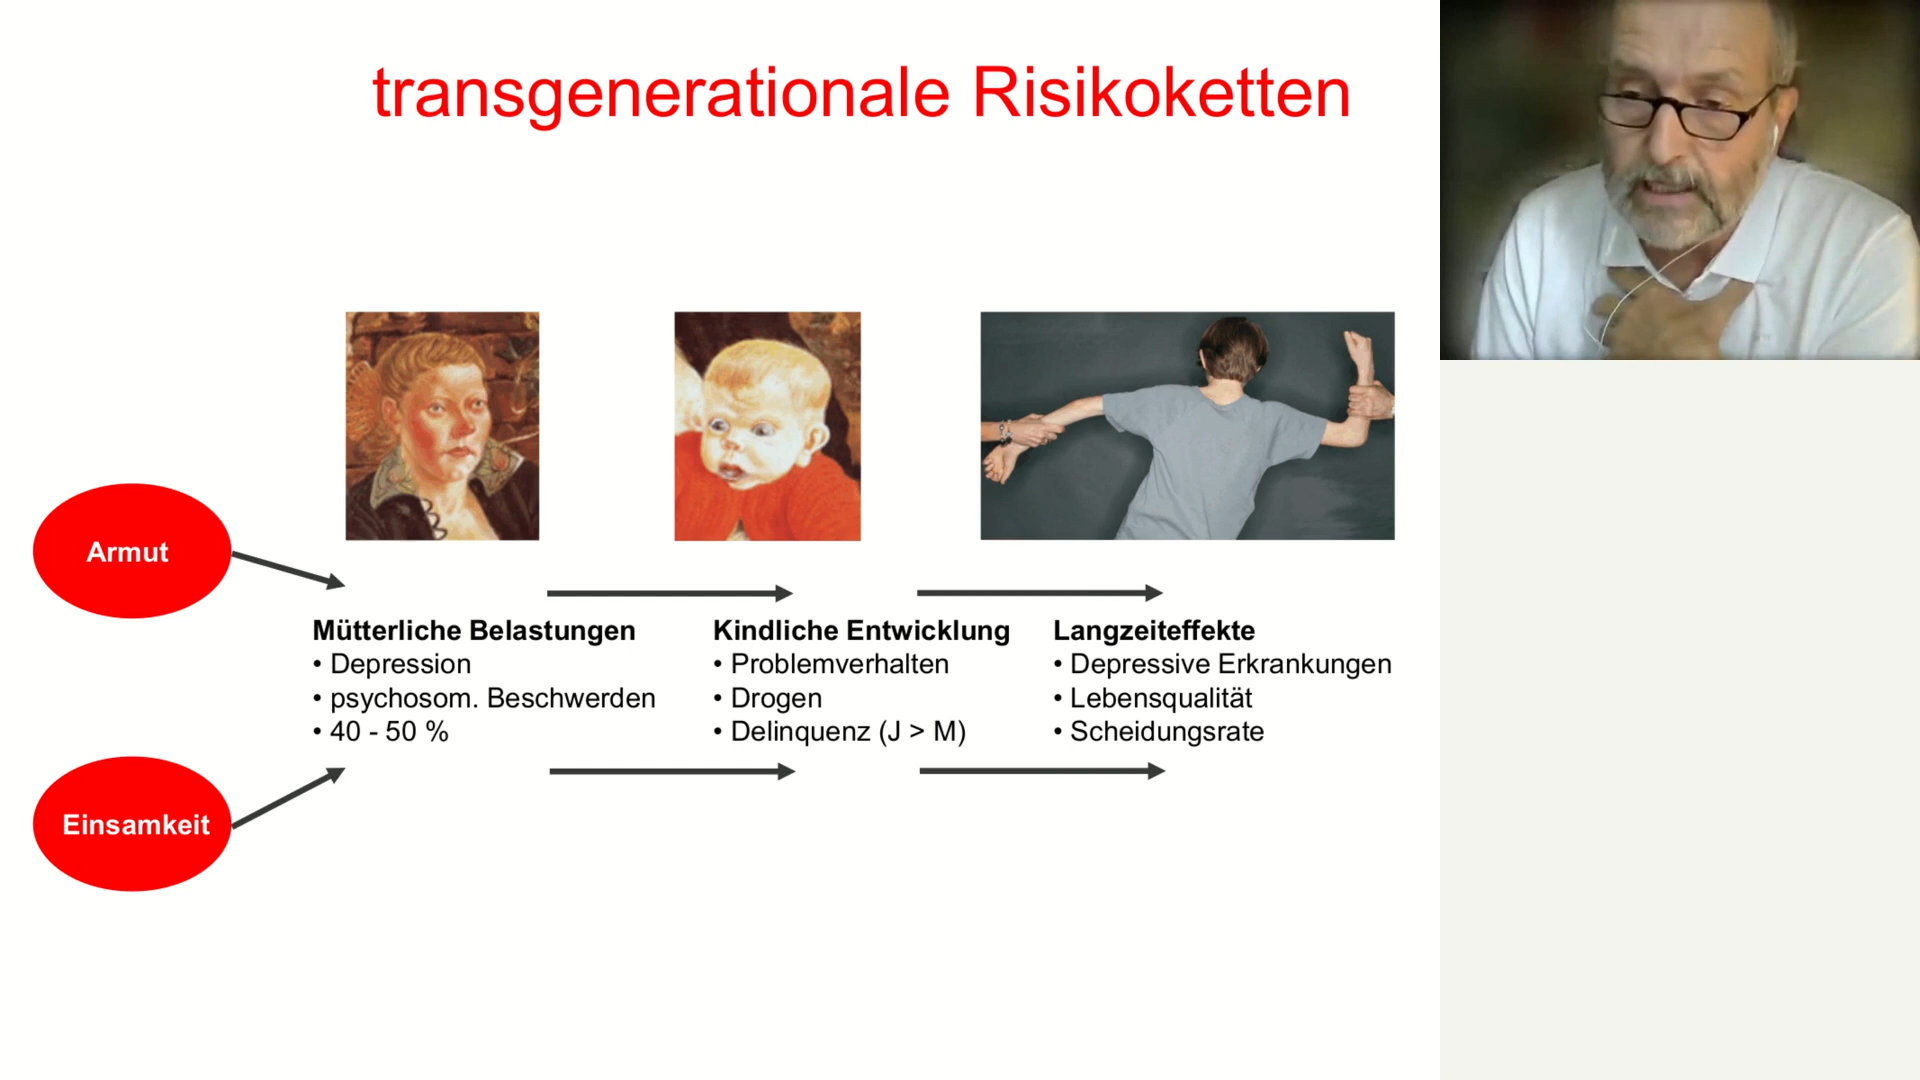 transgenerationale Risikoketten
Armut
Einsamkeit
Mütterliche Belastungen
• Depression
• psychosom. Beschwerden
• 40 - 50 %
Kindliche Entwicklung
• Problemverhalten
• Drogen
• Delinquenz (J > M)
Langzeiteffekte
• Depressive Erkrankungen
• Lebensqualität
• Scheidungsrate